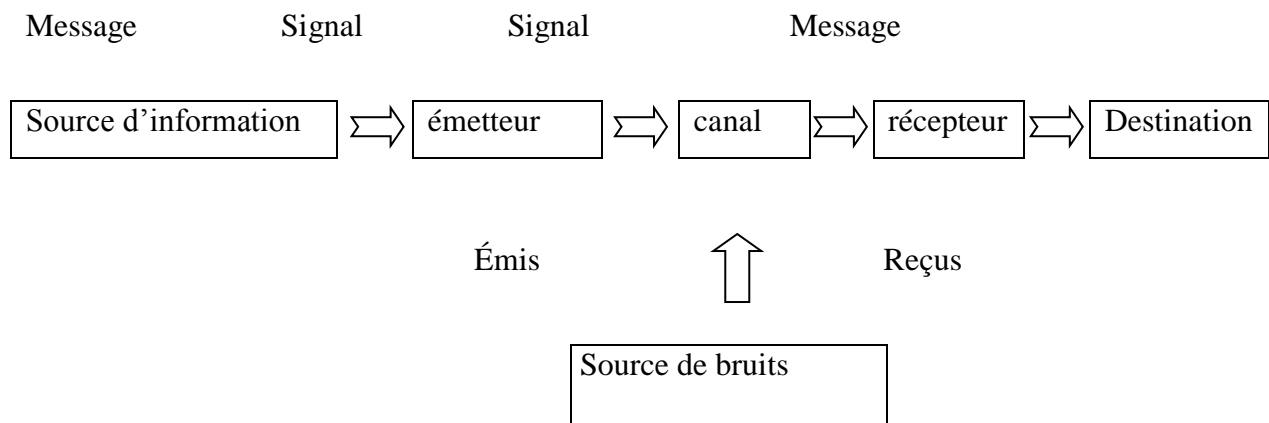 Message Signal Signal Message
Source d’information émetteur canal récepteur Destination
Émis Reçus
Source de bruits